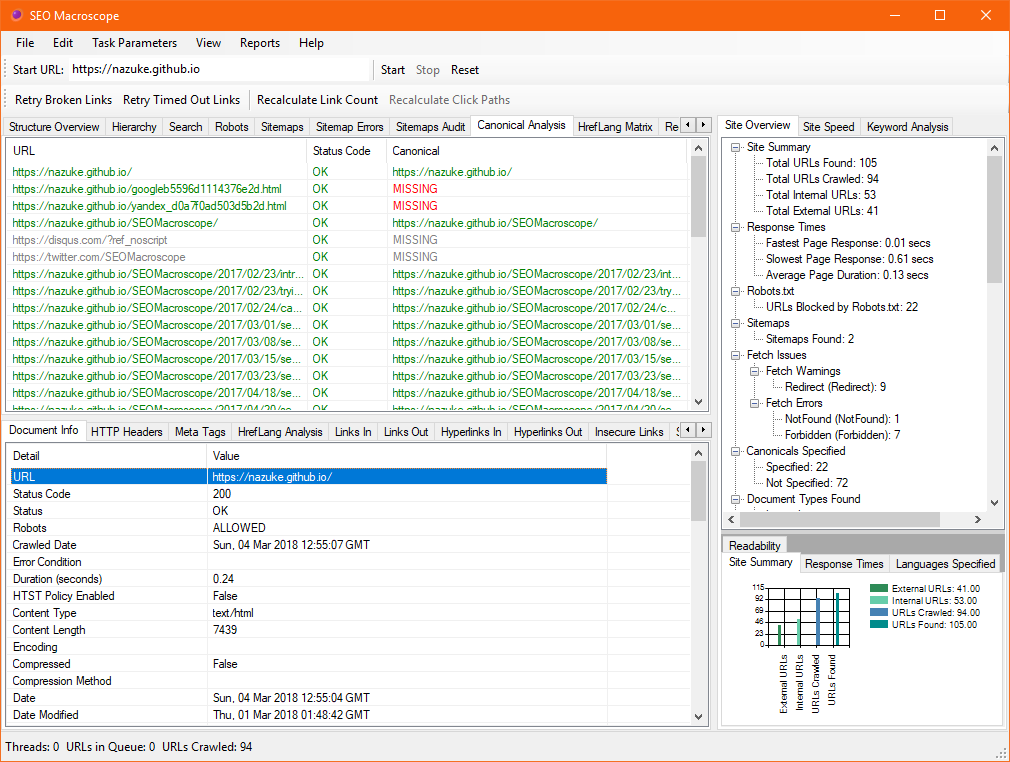 SEO Macroscope
File Edit Task Parameters View Reports Help
Start URL: https://nazuke.github.io Start Stop Reset
Retry Broken Links Retry Timed Out Links Recalculate Link Count Recalculate Click Paths
Structure Overview Hierarchy Search Robots Sitemaps Sitemap Errors Sitemaps Audit Canonical Analysis HrefLang Matrix Re
URL Status Code Canonical
https://nazuke.github.io/ OK https://nazuke.github.io/
https://nazuke.github.io/googleb5596d1114376e2d.html OK MISSING
https://nazuke.github.io/yandex_d0a7f0ad503d5b2d.html OK MISSING
https://nazuke.github.io/SEOMacroscope/ OK https://nazuke.github.io/SEOMacroscope/
https://disqus.com/?ref_noscript OK MISSING
https://twitter.com/SEOMacroscope OK MISSING
https://nazuke.github.io/SEOMacroscope/2017/02/23/intr... OK https://nazuke.github.io/SEOMacroscope/2017/02/23/int...
https://nazuke.github.io/SEOMacroscope/2017/02/23/tryi... OK https://nazuke.github.io/SEOMacroscope/2017/02/23/try...
https://nazuke.github.io/SEOMacroscope/2017/02/24/ca... OK https://nazuke.github.io/SEOMacroscope/2017/02/24/c...
https://nazuke.github.io/SEOMacroscope/2017/03/01/se... OK https://nazuke.github.io/SEOMacroscope/2017/03/01/se...
https://nazuke.github.io/SEOMacroscope/2017/03/08/se... OK https://nazuke.github.io/SEOMacroscope/2017/03/08/se...
https://nazuke.github.io/SEOMacroscope/2017/03/15/se... OK https://nazuke.github.io/SEOMacroscope/2017/03/15/se...
https://nazuke.github.io/SEOMacroscope/2017/03/23/se... OK https://nazuke.github.io/SEOMacroscope/2017/03/23/se...
https://nazuke.github.io/SEOMacroscope/2017/04/18/se... OK https://nazuke.github.io/SEOMacroscope/2017/04/18/se...
https://nazuke.github.io/SEOMacroscope/2017/04/20/se... OK https://nazuke.github.io/SEOMacroscope/2017/04/20/se...
Document Info HTTP Headers Meta Tags HrefLang Analysis Links In Links Out Hyperlinks In Hyperlinks Out Insecure Links
Detail Value
URL https://nazuke.github.io/
Status Code 200
Status OK
Robots ALLOWED
Crawled Date Sun, 04 Mar 2018 12:55:07 GMT
Error Condition
Duration (seconds) 0.24
HTST Policy Enabled False
Content Type text/html
Content Length 7439
Encoding
Compressed False
Compression Method
Date Sun, 04 Mar 2018 12:55:04 GMT
Date Modified Thu, 01 Mar 2018 01:48:42 GMT
Site Overview Site Speed Keyword Analysis
Site Summary
Total URLs Found: 105
Total URLs Crawled: 94
Total Internal URLs: 53
Total External URLs: 41
Response Times
Fastest Page Response: 0.01 secs
Slowest Page Response: 0.61 secs
Average Page Duration: 0.13 secs
Robots.txt
URLs Blocked by Robots.txt: 22
Sitemaps
Sitemaps Found: 2
Fetch Issues
Fetch Warnings
Redirect (Redirect): 9
Fetch Errors
NotFound (NotFound): 1
Forbidden (Forbidden): 7
Canonicals Specified
Specified: 22
Not Specified: 72
Document Types Found
Readability
Site Summary Response Times Languages Specified
115
92
69
46
23
0
External URLs
Internal URLs
URLs Crawled
URLs Found
External URLs: 41.00
Internal URLs: 53.00
URLs Crawled: 94.00
URLs Found: 105.00
Threads: 0 URLs in Queue: 0 URLs Crawled: 94